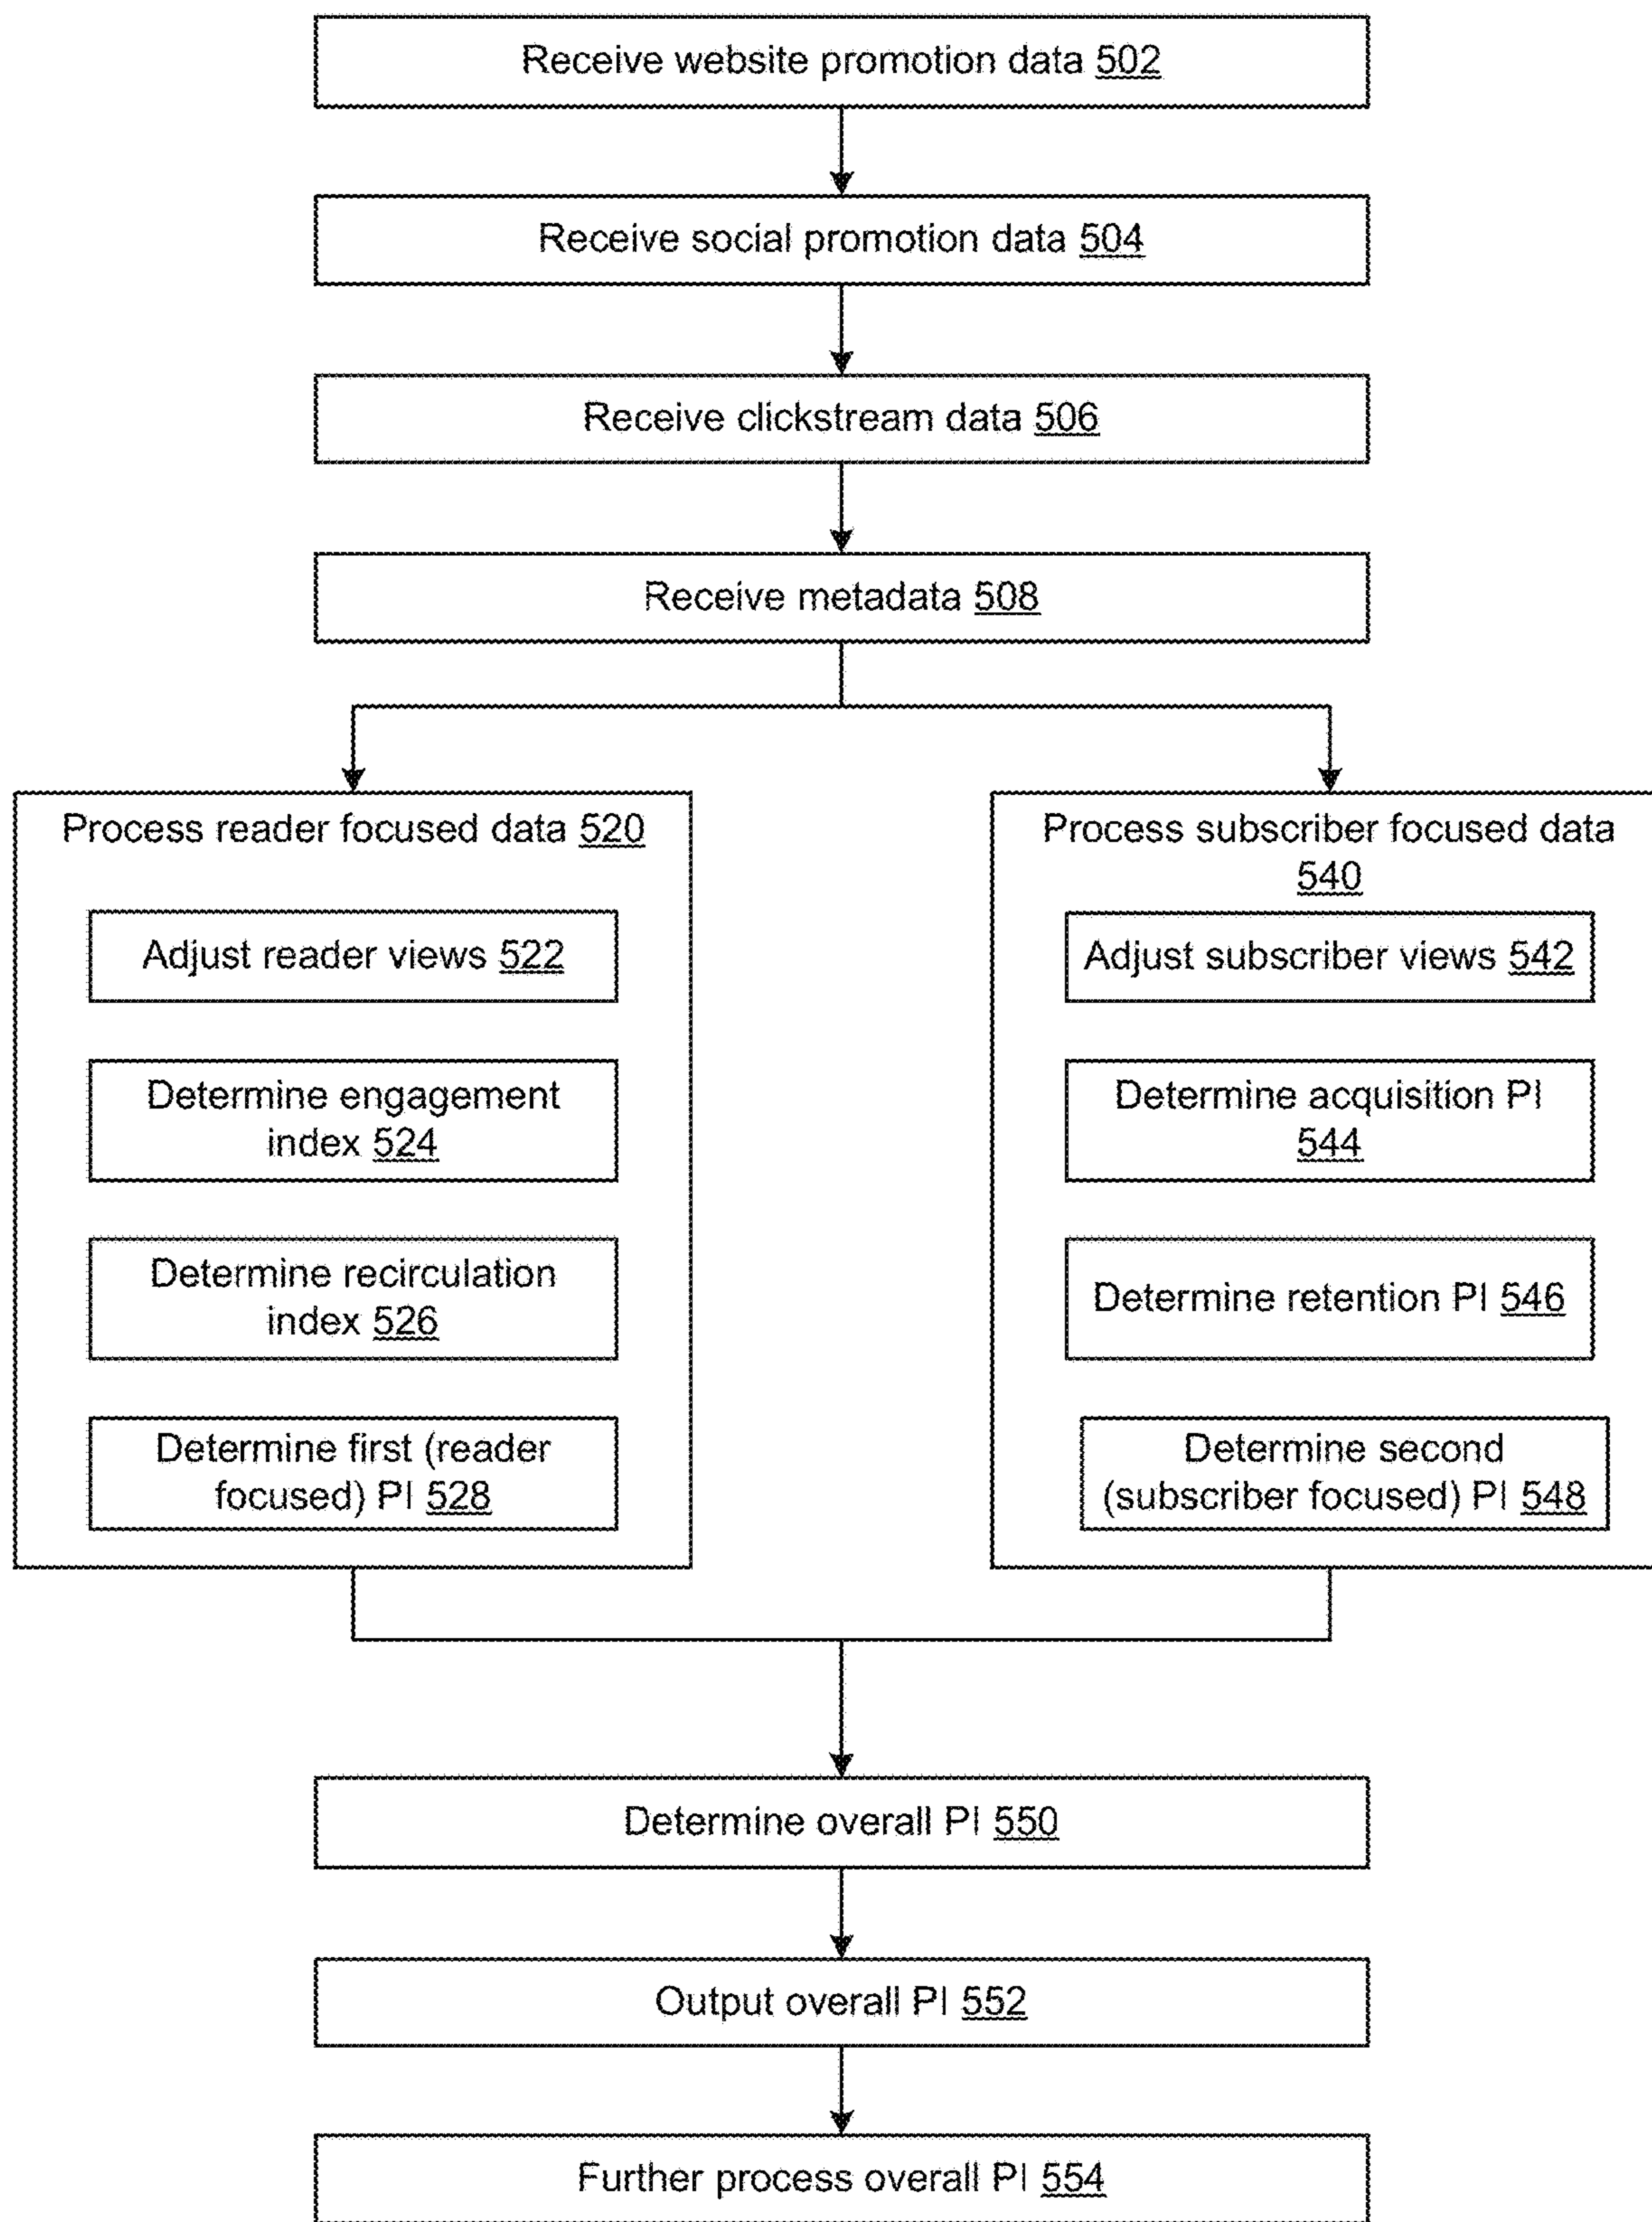 Receive website promotion data 502
Receive social promotion data 504
Receive clickstream data 506
Receive metadata 508
Process reader focused data 520
Adjust reader views 522
Determine engagement
index 524
Determine recirculation
index 526
Determine first (reader
focused) PI 528
Process subscriber focused data
540
Adjust subscriber views 542
Determine acquisition PI
544
Determine retention PI 546
Determine second
(subscriber focused) PI 548
Determine overall PI 550
Output overall PI 552
Further process overall PI 554